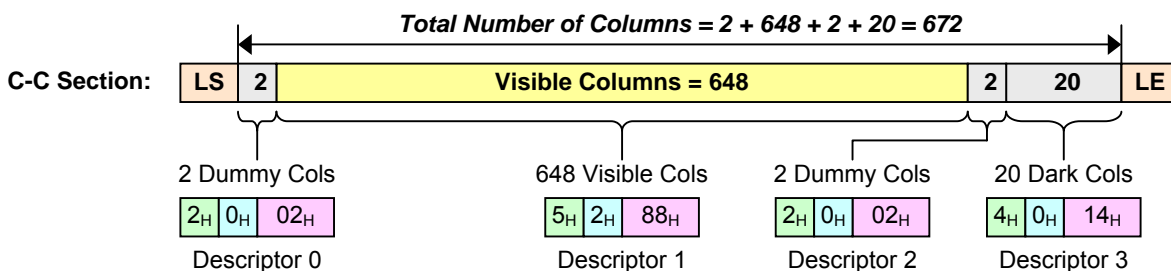 Total Number of Columns = 2 + 648 + 2 + 20 = 672
C-C Section: LS 2 Visible Columns = 648 2 20 LE
2 Dummy Cols 648 Visible Cols 2 Dummy Cols 20 Dark Cols
2H 0H 02H 5H 2H 88H 2H 0H 02H 4H 0H 14H
Descriptor 0 Descriptor 1 Descriptor 2 Descriptor 3